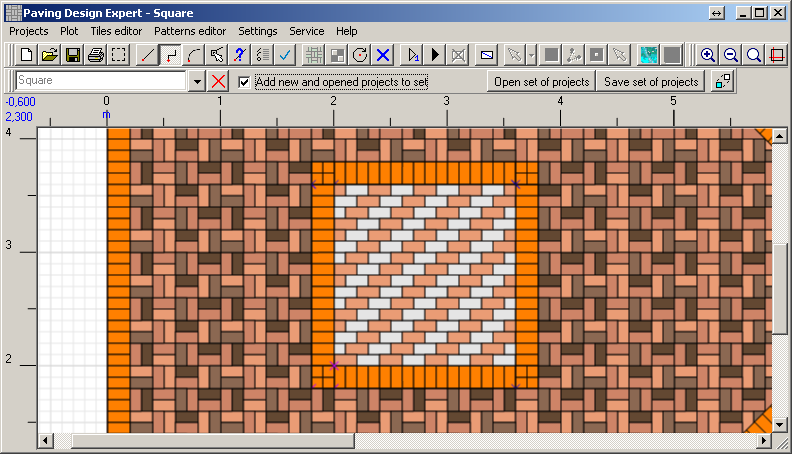 Paving Design Expert - Square
Projects Plot Tiles editor Patterns editor Settings Service Help
Square Add new and opened projects to set Open set of projects Save set of projects
-0,600 0 1 2 3 4 5
2,300 m
4
3
2